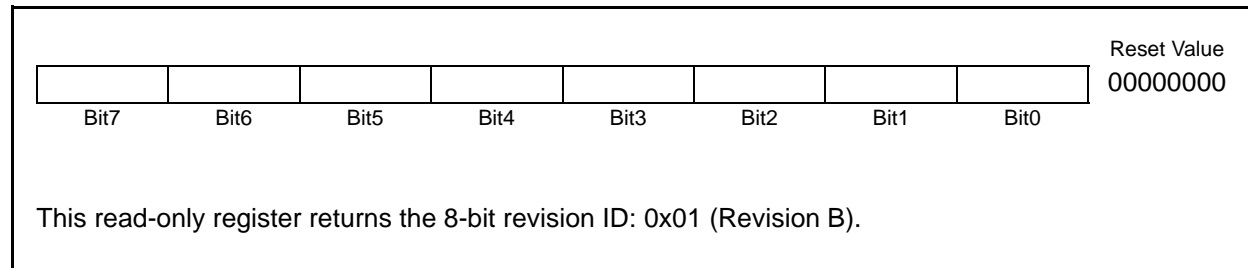 Reset Value
00000000
Bit7 Bit6 Bit5 Bit4 Bit3 Bit2 Bit1 Bit0
This read-only register returns the 8-bit revision ID: 0x01 (Revision B).